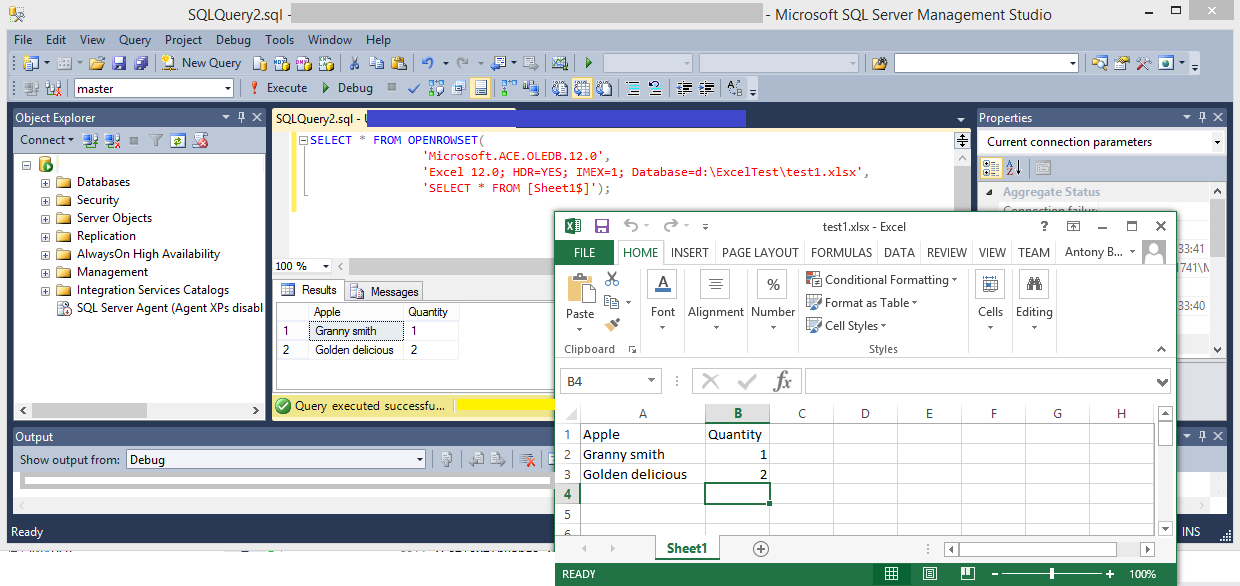 SQLQuery2.sql - - Microsoft SQL Server Management Studio
File Edit View Query Project Debug Tools Window Help
New Query
master Execute Debug
Object Explorer
Connect
Databases
Security
Server Objects
Replication
AlwaysOn High Availability
Management
Integration Services Catalogs
SQL Server Agent (Agent XPs disabl
SQLQuery2.sql -
SELECT * FROM OPENROWSET(
'Microsoft.ACE.OLEDB.12.0',
'Excel 12.0; HDR=YES; IMEX=1; Database=d:\ExcelTest\test1.xlsx',
'SELECT * FROM [Sheet1$]');
100 %
Results Messages
Apple Quantity
1 Granny smith 1
2 Golden delicious 2
Query executed successfu...
Properties
Current connection parameters
Aggregate Status
Connection failur
33:41
1741\M
33:40
Output
Show output from: Debug
Ready
INS
test1.xlsx - Excel
FILE HOME INSERT PAGE LAYOUT FORMULAS DATA REVIEW VIEW TEAM Antony B...
Paste
Clipboard
Font
Alignment
Number
Conditional Formatting
Format as Table
Cell Styles
Styles
Cells
Editing
B4 fx
A B C D E F G H
1 Apple Quantity
2 Granny smith 1
3 Golden delicious 2
4
5
6
Sheet1
READY 100%